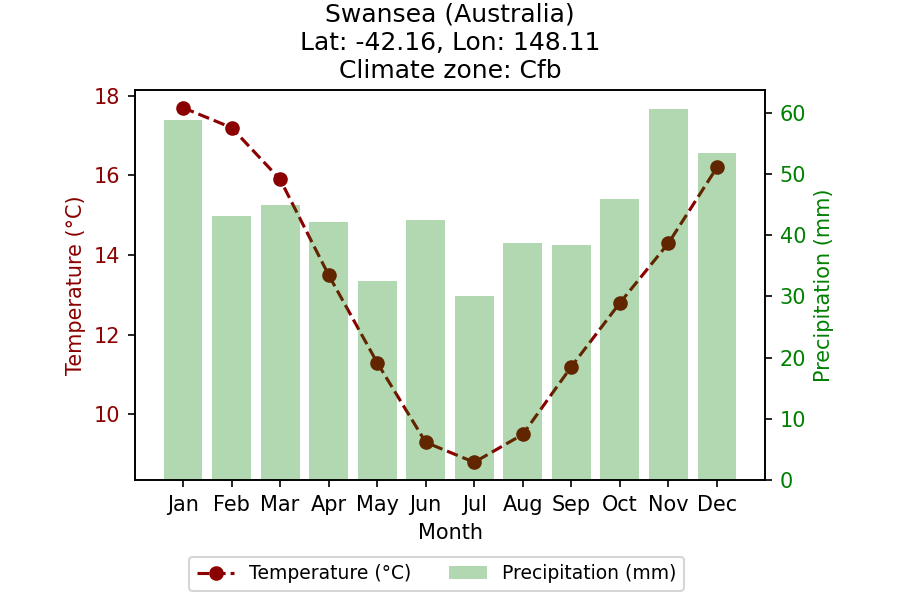 Swansea (Australia)
Lat: -42.16, Lon: 148.11
Climate zone: Cfb
18
16
14
12
10
Temperature (°C)
60
50
40
30
20
10
0
Precipitation (mm)
Jan Feb Mar Apr May Jun Jul Aug Sep Oct Nov Dec
Month
Temperature (°C) Precipitation (mm)